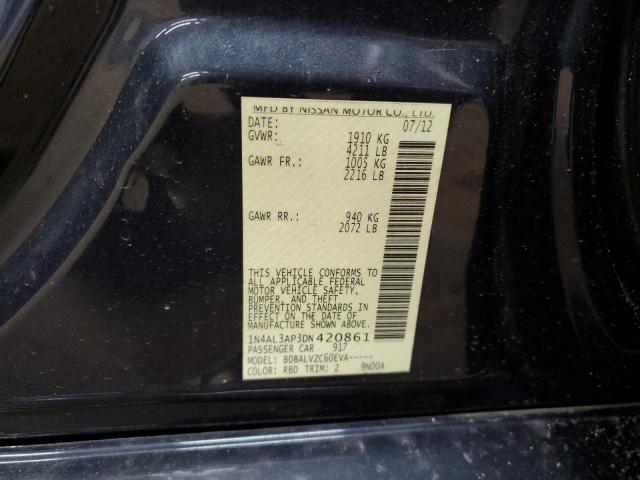 MFD BY NISSAN MOTOR CO., LTD.
DATE: 07/12
GVWR: 1910 KG
4211 LB
GAWR FR.: 1005 KG
2216 LB
GAWR RR.: 940 KG
2072 LB
THIS VEHICLE CONFORMS TO
ALL APPLICABLE FEDERAL
MOTOR VEHICLE SAFETY,
BUMPER, AND THEFT
PREVENTION STANDARDS IN
EFFECT ON THE DATE OF
MANUFACTURE SHOWN ABOVE.
1N4AL3AP3DN420861
PASSENGER CAR 917
MODEL: BDBALVZC60EVA-----
COLOR: RBD TRIM: Z 9N00A